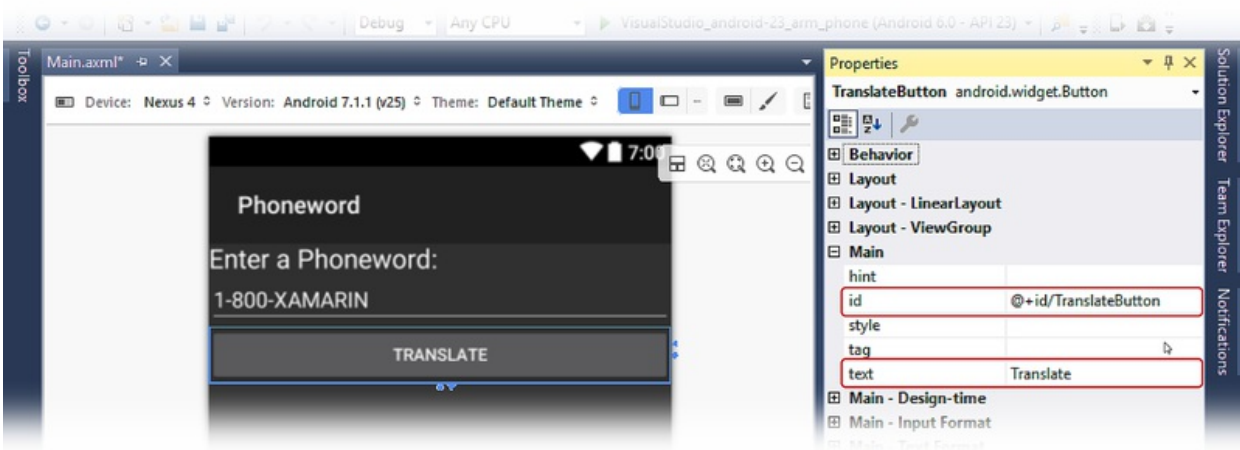 Debug Any CPU VisualStudio_android-23_arm_phone (Android 6.0 - API 23)
Toolbox
Main.axml*
Device: Nexus 4 Version: Android 7.1.1 (v25) Theme: Default Theme
7:00
Phoneword
Enter a Phoneword:
1-800-XAMARIN
TRANSLATE
Properties
TranslateButton android.widget.Button
Behavior
Layout
Layout - LinearLayout
Layout - ViewGroup
Main
hint
id @+id/TranslateButton
style
tag
text Translate
Main - Design-time
Main - Input Format
Main - Text Format
Solution Explorer
Team Explorer
Notifications